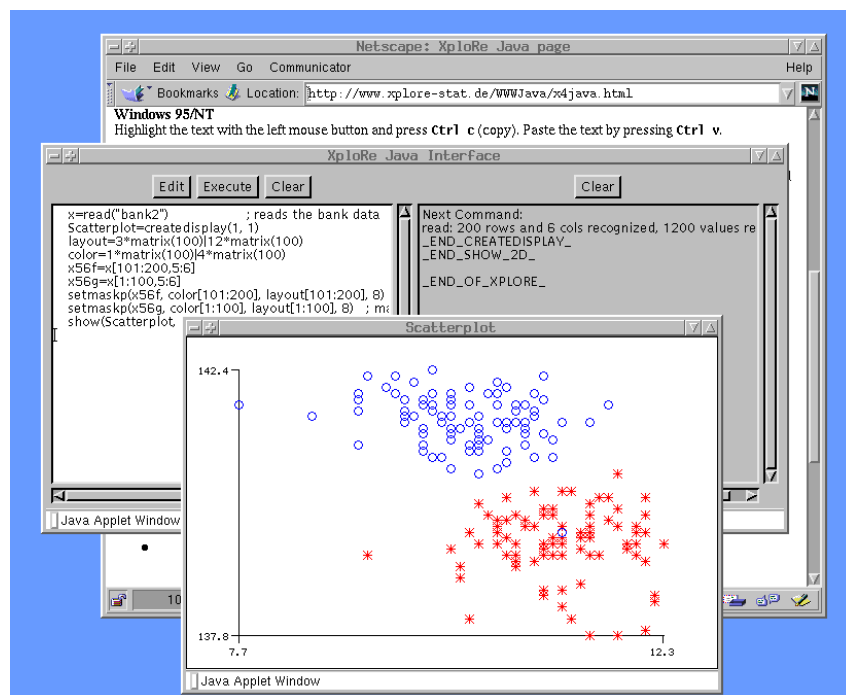 Netscape: XploRe Java page
File Edit View Go Communicator Help
Bookmarks Location: http://www.xplore-stat.de/WWWJava/x4java.html
Windows 95/NT
Highlight the text with the left mouse button and press Ctrl c (copy). Paste the text by pressing Ctrl v.
XploRe Java Interface
Edit Execute Clear Clear
x=read("bank2") ; reads the bank data
Scatterplot=createdisplay(1, 1)
layout=3*matrix(100)|12*matrix(100)
color=1*matrix(100)|4*matrix(100)
x56f=x[101:200,5:6]
x56g=x[1:100,5:6]
setmaskp(x56f, color[101:200], layout[101:200], 8)
setmaskp(x56g, color[1:100], layout[1:100], 8) ; ma
show(Scatterplot,
Next Command:
read: 200 rows and 6 cols recognized, 1200 values re
_END_CREATEDISPLAY_
_END_SHOW_2D_
_END_OF_XPLORE_
Java Applet Window
10
Scatterplot
142.4
137.8
7.7 12.3
Java Applet Window